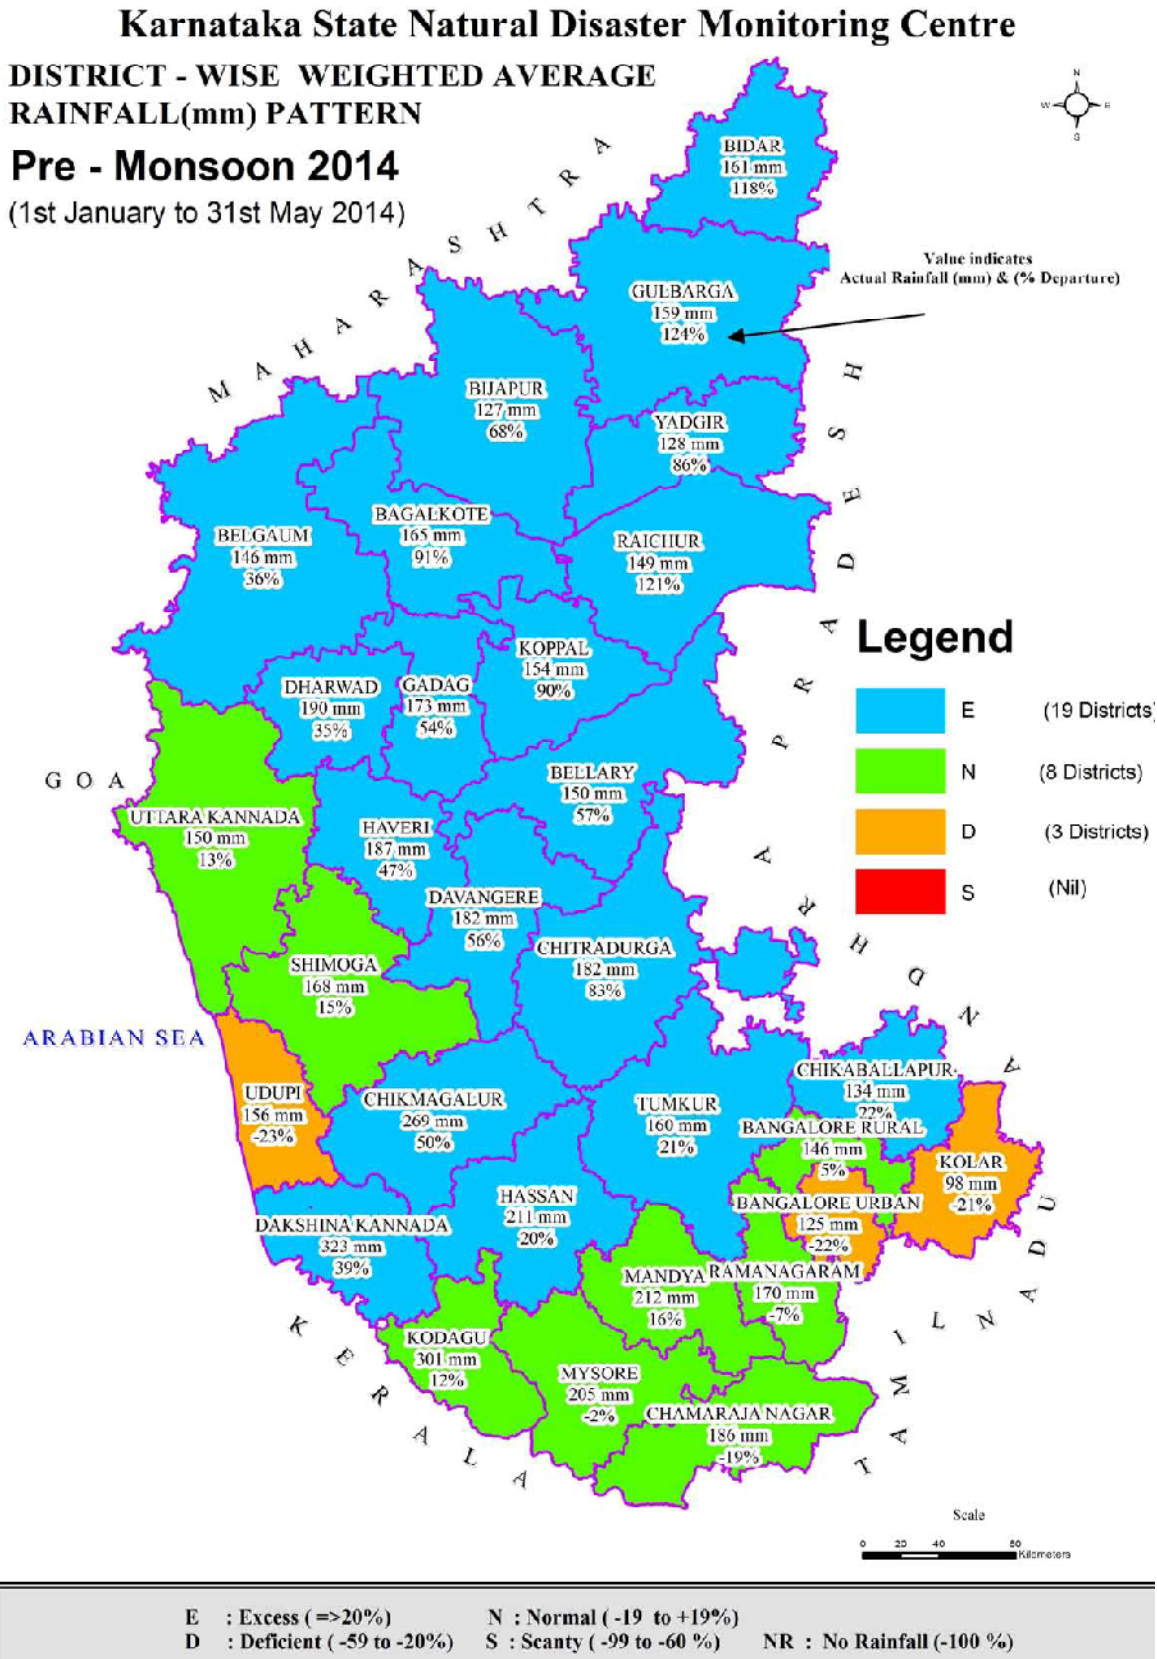 Karnataka State Natural Disaster Monitoring Centre
DISTRICT - WISE WEIGHTED AVERAGE
RAINFALL(mm) PATTERN
Pre - Monsoon 2014
(1st January to 31st May 2014)
N
W E
S
MAHARASHTRA
BIDAR
161 mm
118%
Value indicates
Actual Rainfall (mm) & (% Departure)
GULBARGA
159 mm
124%
BIJAPUR
127 mm
68%
YADGIR
128 mm
86%
BAGALKOTE
165 mm
91%
BELGAUM
146 mm
36%
RAICHUR
149 mm
121%
KOPPAL
154 mm
90%
DHARWAD
190 mm
35%
GADAG
173 mm
54%
ANDHRA PRADESH
Legend
E (19 Districts)
N (8 Districts)
D (3 Districts)
S (Nil)
GOA
BELLARY
150 mm
57%
UTTARA KANNADA
150 mm
13%
HAVERI
187 mm
47%
DAVANGERE
182 mm
56%
CHITRADURGA
182 mm
83%
SHIMOGA
168 mm
15%
ARABIAN SEA
UDUPI
156 mm
-23%
CHIKMAGALUR
269 mm
50%
TUMKUR
160 mm
21%
CHIKABALLAPUR
134 mm
22%
BANGALORE RURAL
146 mm
5%
KOLAR
98 mm
-21%
BANGALORE URBAN
125 mm
-22%
HASSAN
211 mm
20%
DAKSHINA KANNADA
323 mm
39%
MANDYA
212 mm
16%
RAMANAGARAM
170 mm
-7%
KODAGU
301 mm
12%
MYSORE
205 mm
-2%
CHAMARAJA NAGAR
186 mm
-19%
KERALA
TAMIL NADU
Scale
0 20 40 80
Kilometers
E : Excess ( =>20%) N : Normal ( -19 to +19%)
D : Deficient ( -59 to -20%) S : Scanty ( -99 to -60 %) NR : No Rainfall (-100 %)